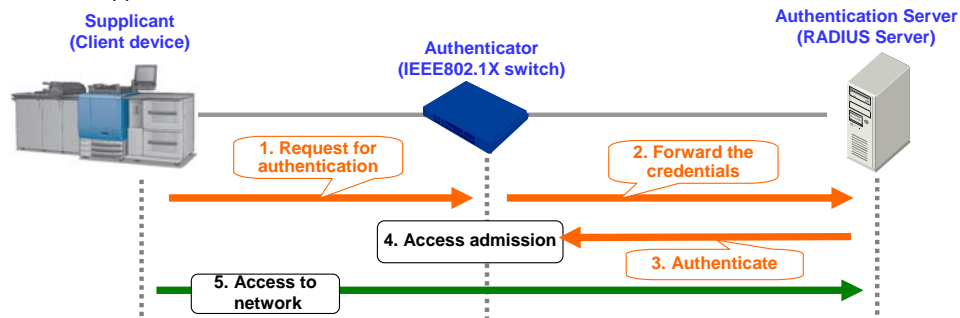 Supplicant
(Client device)
Authenticator
(IEEE802.1X switch)
Authentication Server
(RADIUS Server)
1. Request for
authentication
2. Forward the
credentials
4. Access admission
3. Authenticate
5. Access to
network